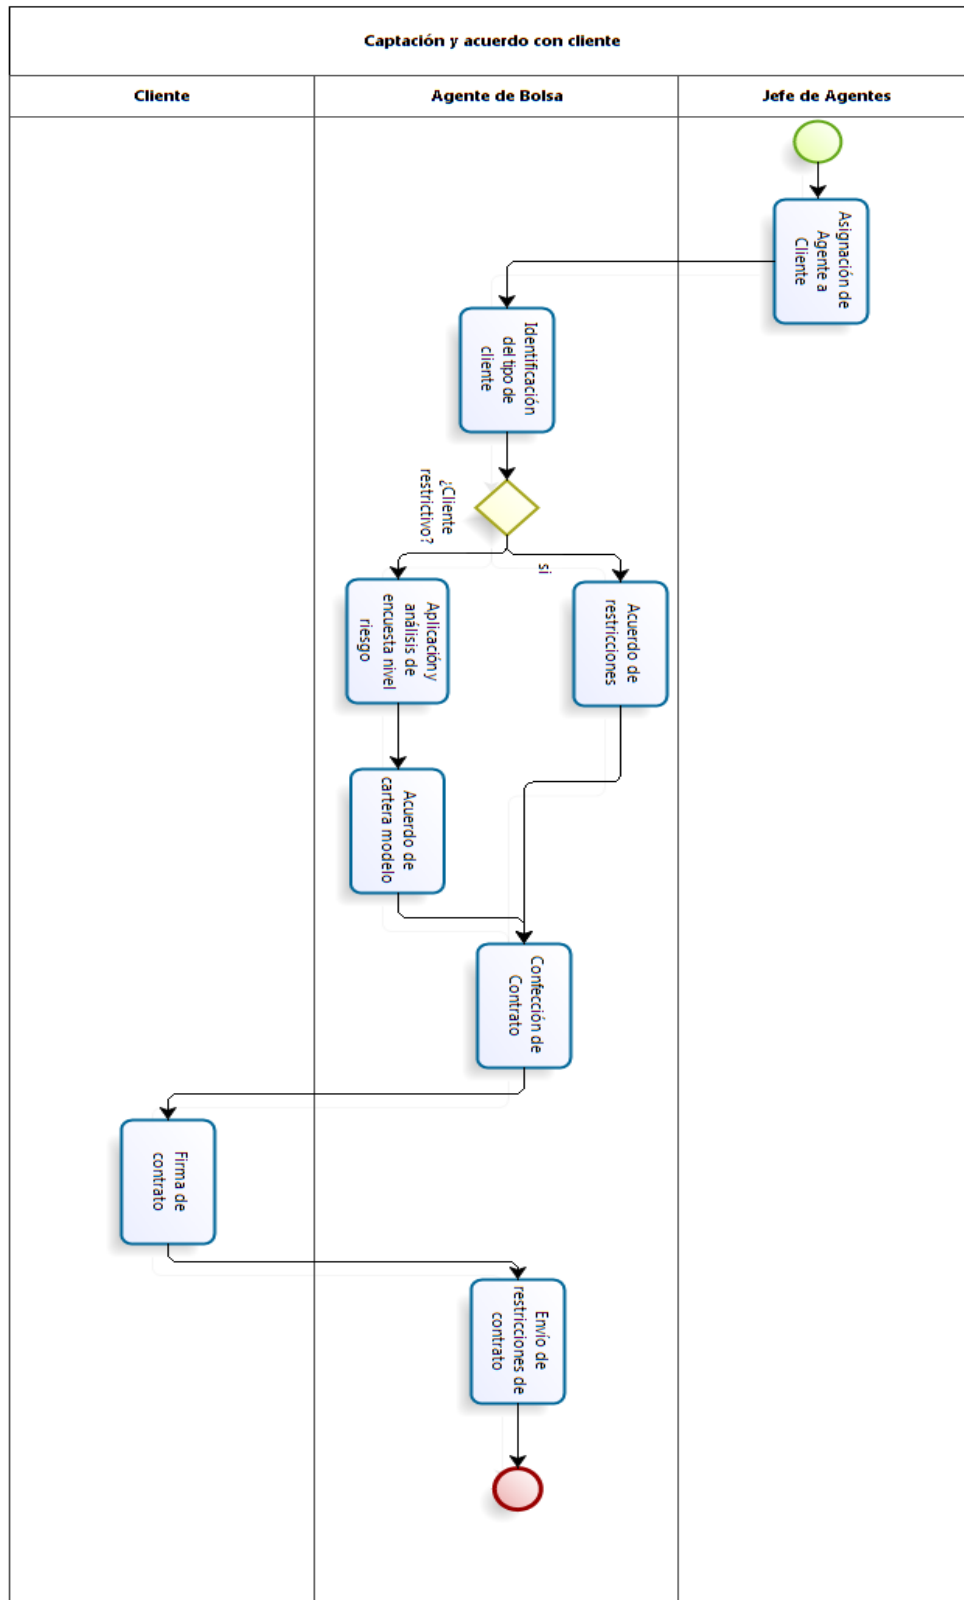 Captación y acuerdo con cliente
Cliente
Agente de Bolsa
Jefe de Agentes
Asignación de
Agente a
Cliente
Identificación
del tipo de
cliente
¿Cliente
restrictivo?
si
Acuerdo de
restricciones
Aplicación y
análisis de
encuesta nivel
riesgo
Acuerdo de
cartera modelo
Confección de
Contrato
Firma de
contrato
Envío de
restricciones de
contrato